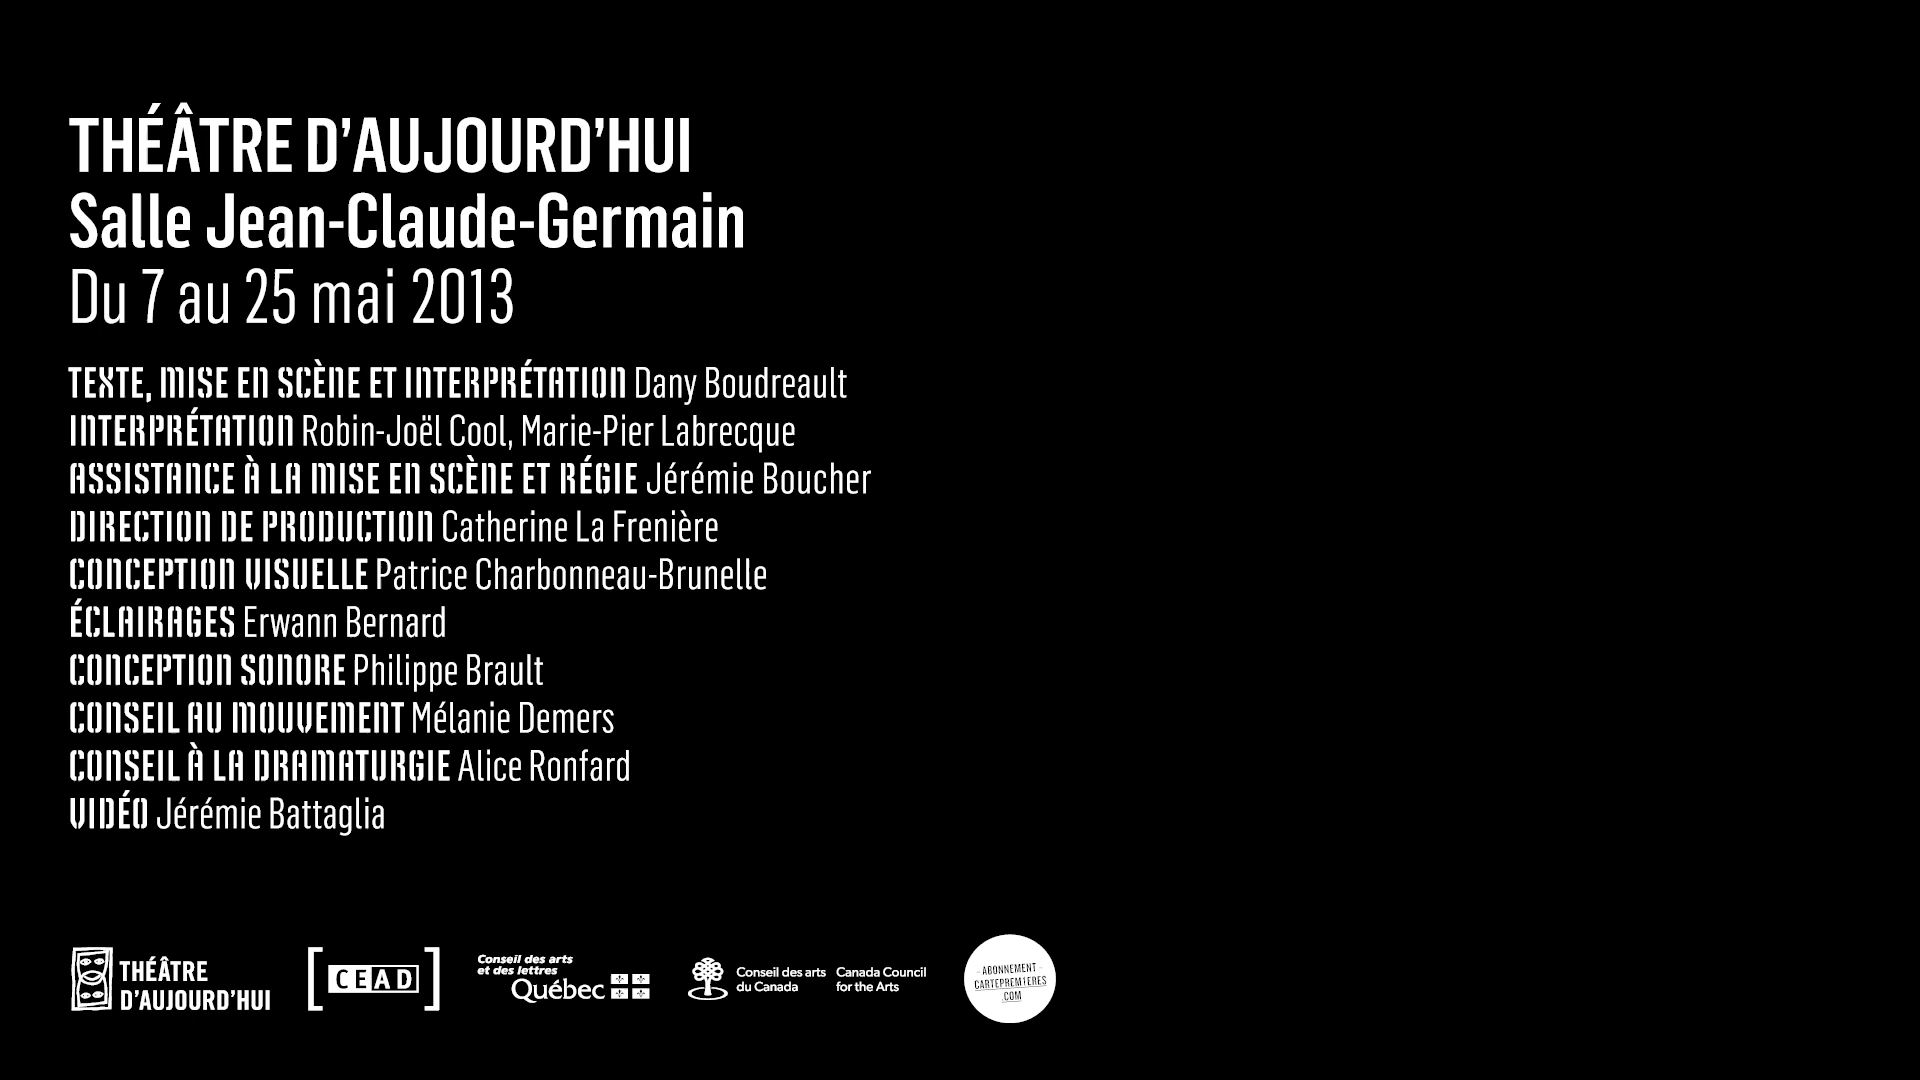 THÉÂTRE D’AUJOURD’HUI
Salle Jean-Claude-Germain
Du 7 au 25 mai 2013
TEXTE, MISE EN SCÈNE ET INTERPRÉTATION Dany Boudreault
INTERPRÉTATION Robin-Joël Cool, Marie-Pier Labrecque
ASSISTANCE À LA MISE EN SCÈNE ET RÉGIE Jérémie Boucher
DIRECTION DE PRODUCTION Catherine La Frenière
CONCEPTION VISUELLE Patrice Charbonneau-Brunelle
ÉCLAIRAGES Erwann Bernard
CONCEPTION SONORE Philippe Brault
CONSEIL AU MOUVEMENT Mélanie Demers
CONSEIL À LA DRAMATURGIE Alice Ronfard
VIDÉO Jérémie Battaglia
THÉÂTRE
D’AUJOURD’HUI
[CEAD]
Conseil des arts
et des lettres
Québec
Conseil des arts
du Canada
Canada Council
for the Arts
- ABONNEMENT -
CARTEPREM1ERES
.COM